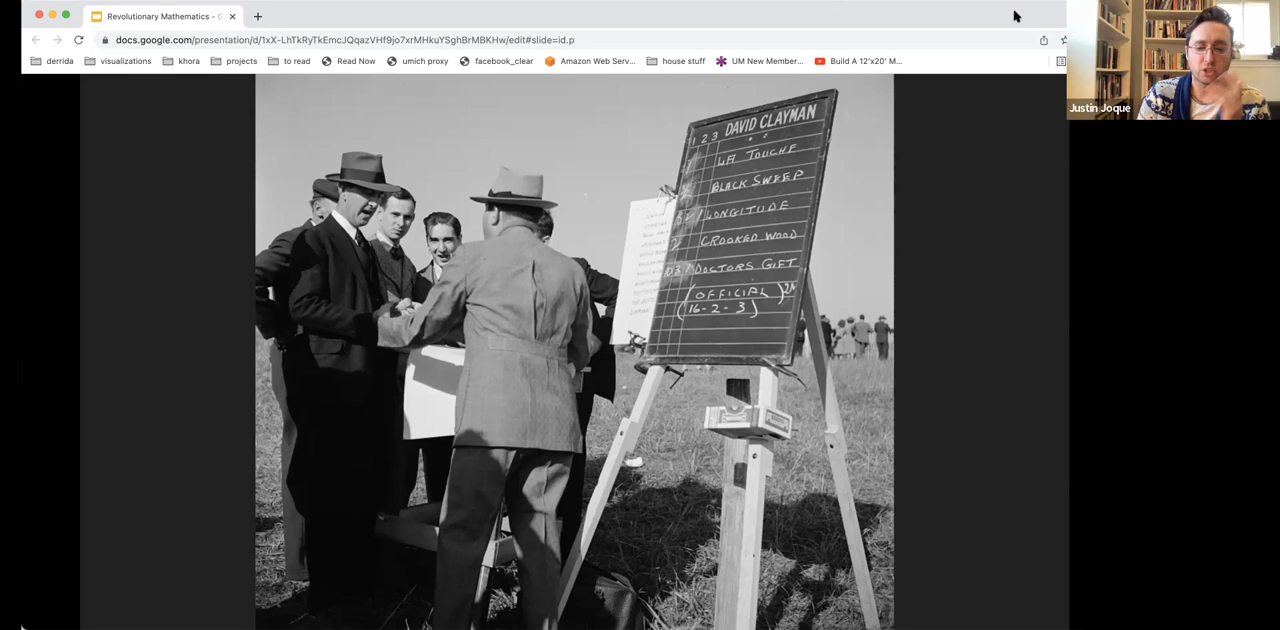 Revolutionary Mathematics - G
docs.google.com/presentation/d/1xX-LhTkRyTkEmcJQqazVHf9jo7xrMHkuYSghBrMBKHw/edit#slide=id.p
derrida visualizations khora projects to read Read Now umich proxy facebook_clear Amazon Web Serv... house stuff UM New Member... Build A 12'x20' M...
Justin Joque
1 2 3 DAVID CLAYMAN
LA TOUCHE
BLACK SWEEP
LONGITUDE
2 CROOKED WOOD
DOCTORS GIFT
(OFFICIAL
16-2-3)